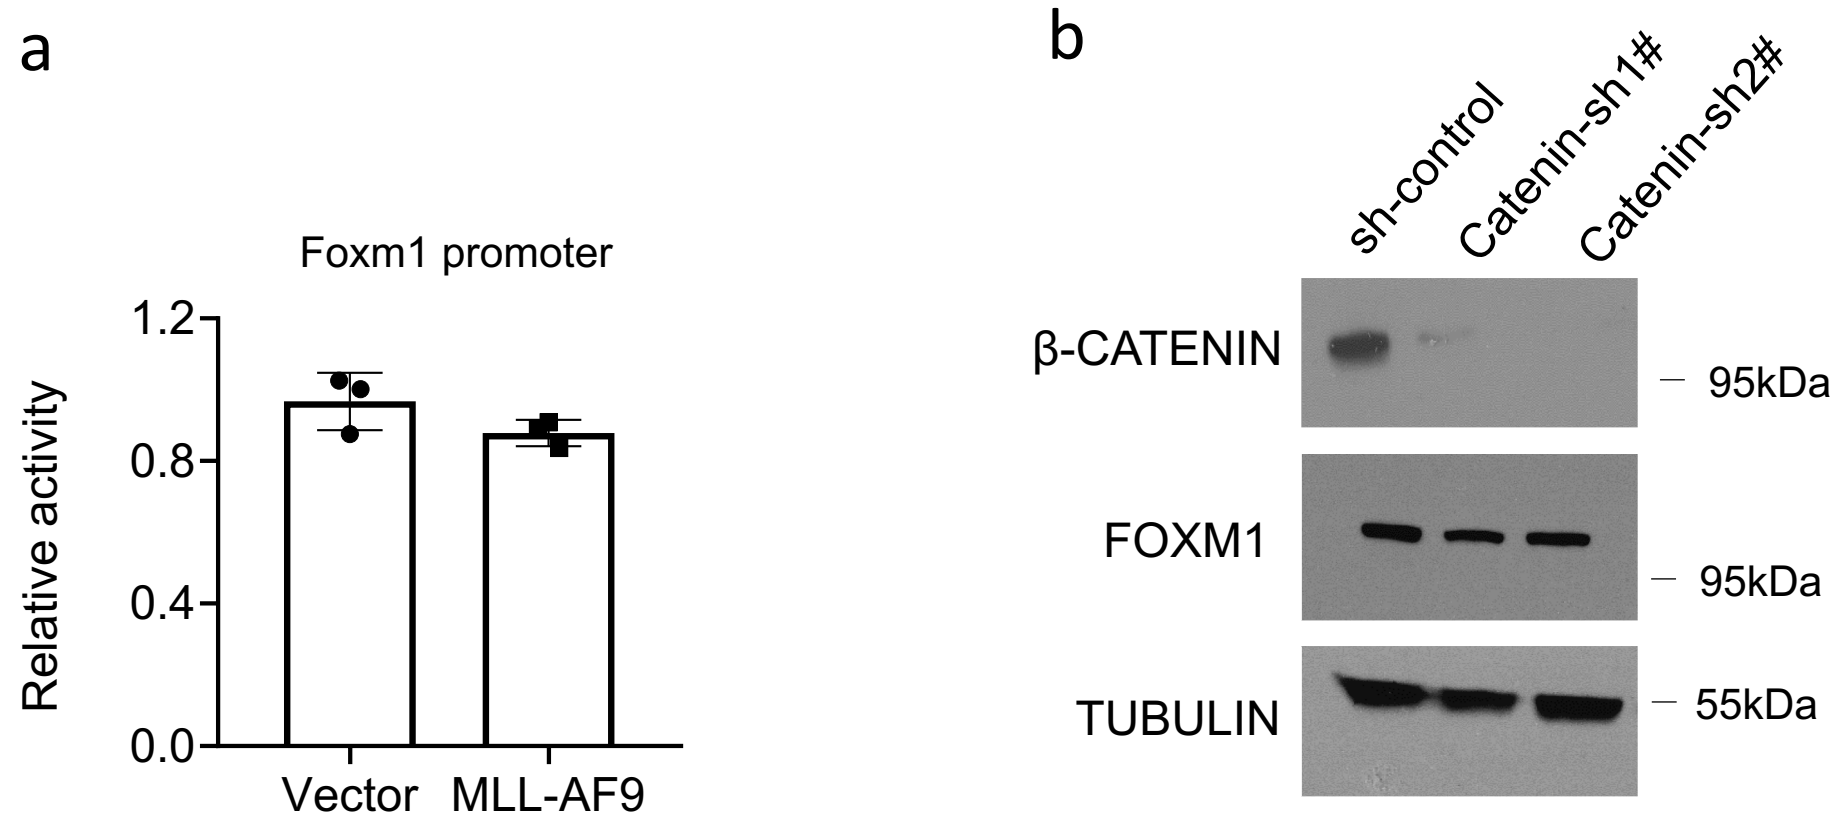 a
Foxm1 promoter
Relative activity
1.2
0.8
0.4
0.0
Vector MLL-AF9
b
sh-control
Catenin-sh1#
Catenin-sh2#
β-CATENIN
95kDa
FOXM1
95kDa
TUBULIN
55kDa